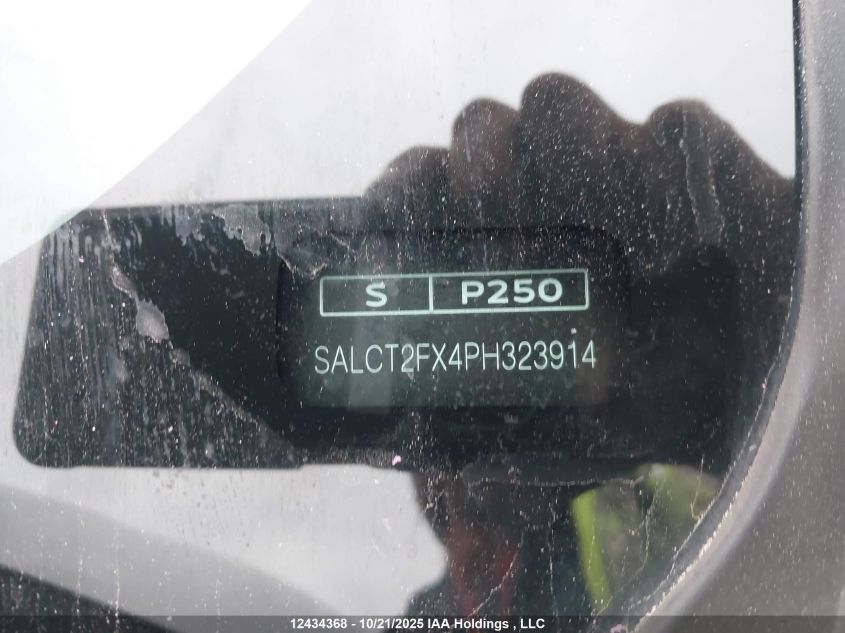 S P250
SALCT2FX4PH323914
12434368 - 10/21/2025 IAA Holdings , LLC